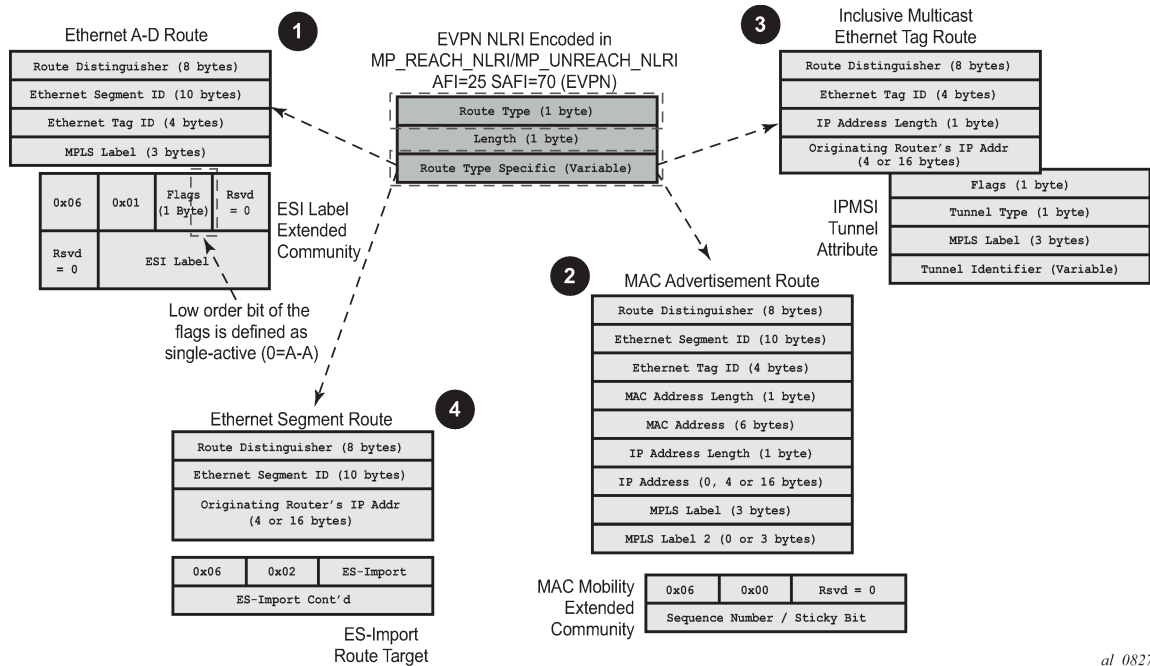 Ethernet A-D Route
1
Route Distinguisher (8 bytes)
Ethernet Segment ID (10 bytes)
Ethernet Tag ID (4 bytes)
MPLS Label (3 bytes)
0x06
0x01
Flags
(1 Byte)
Rsvd
= 0
Rsvd
= 0
ESI Label
ESI Label
Extended
Community
Low order bit of the
flags is defined as
single-active (0=A-A)
EVPN NLRI Encoded in
MP_REACH_NLRI/MP_UNREACH_NLRI
AFI=25 SAFI=70 (EVPN)
Route Type (1 byte)
Length (1 byte)
Route Type Specific (Variable)
3
Inclusive Multicast
Ethernet Tag Route
Route Distinguisher (8 bytes)
Ethernet Tag ID (4 bytes)
IP Address Length (1 byte)
Originating Router's IP Addr
(4 or 16 bytes)
IPMSI
Tunnel
Attribute
Flags (1 byte)
Tunnel Type (1 byte)
MPLS Label (3 bytes)
Tunnel Identifier (Variable)
2
MAC Advertisement Route
Route Distinguisher (8 bytes)
Ethernet Segment ID (10 bytes)
Ethernet Tag ID (4 bytes)
MAC Address Length (1 byte)
MAC Address (6 bytes)
IP Address Length (1 byte)
IP Address (0, 4 or 16 bytes)
MPLS Label (3 bytes)
MPLS Label 2 (0 or 3 bytes)
MAC Mobility
Extended
Community
0x06
0x00
Rsvd = 0
Sequence Number / Sticky Bit
Ethernet Segment Route
4
Route Distinguisher (8 bytes)
Ethernet Segment ID (10 bytes)
Originating Router's IP Addr
(4 or 16 bytes)
0x06
0x02
ES-Import
ES-Import Cont'd
ES-Import
Route Target
al_0827